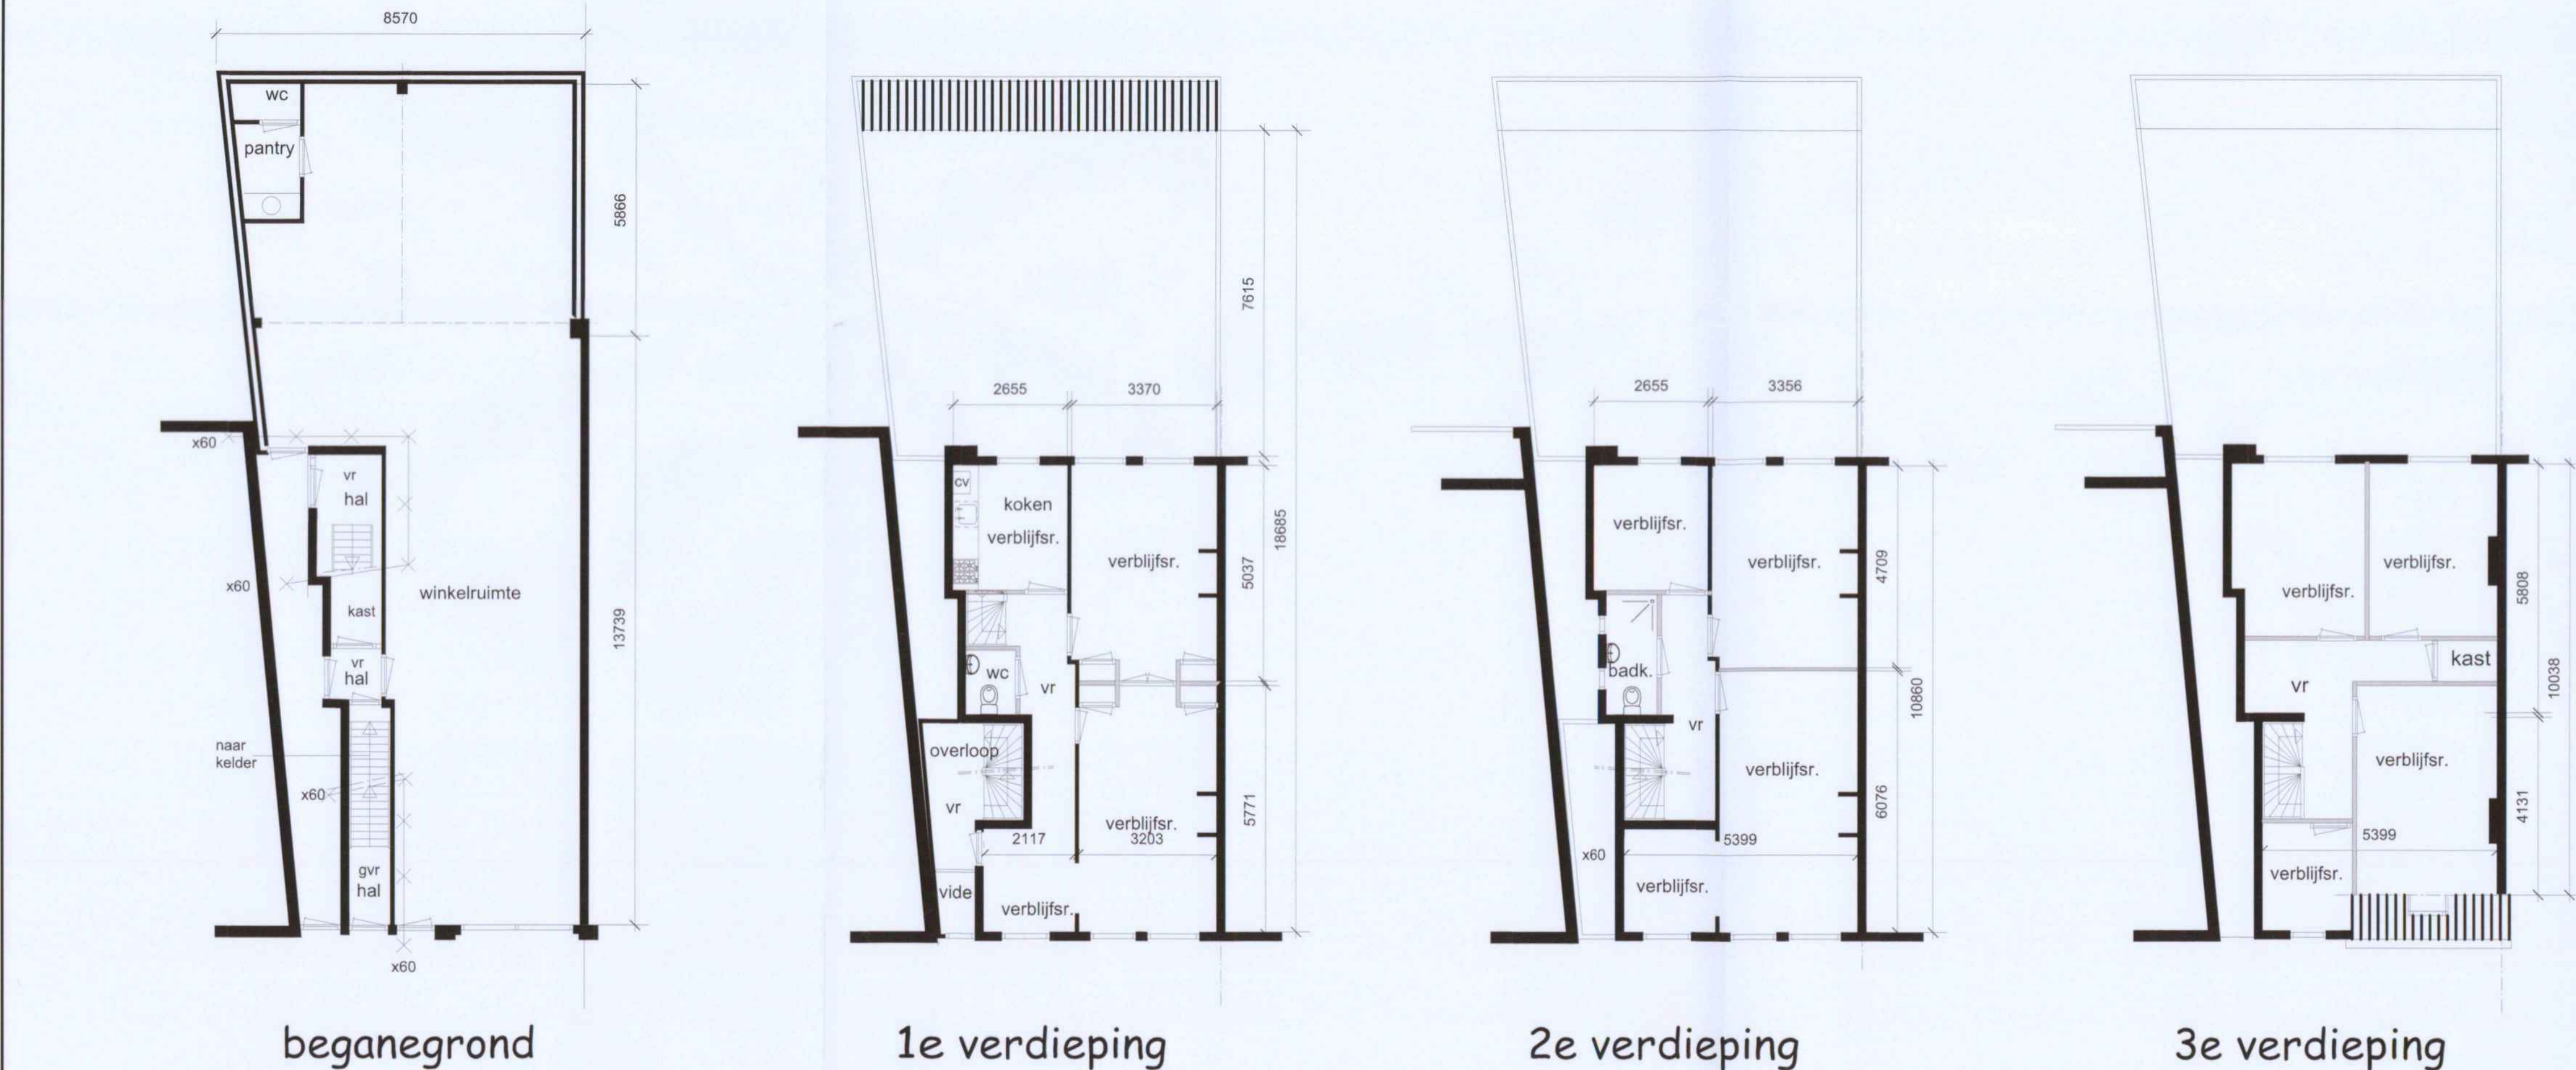 8570
wc
pantry
5866
x60
vr
hal
x60
kast
winkelruimte
13739
vr
hal
naar
kelder
x60
gvr
hal
x60
beganegrond
7615
2655
3370
18685
cv
koken
verblijfsr.
verblijfsr.
5037
wc
vr
overloop
vr
verblijfsr.
2117
3203
5771
vide
verblijfsr.
1e verdieping
2655
3356
verblijfsr.
verblijfsr.
4709
badk.
10860
vr
verblijfsr.
6076
5399
x60
verblijfsr.
2e verdieping
verblijfsr.
verblijfsr.
5808
kast
10038
vr
verblijfsr.
4131
5399
verblijfsr.
3e verdieping